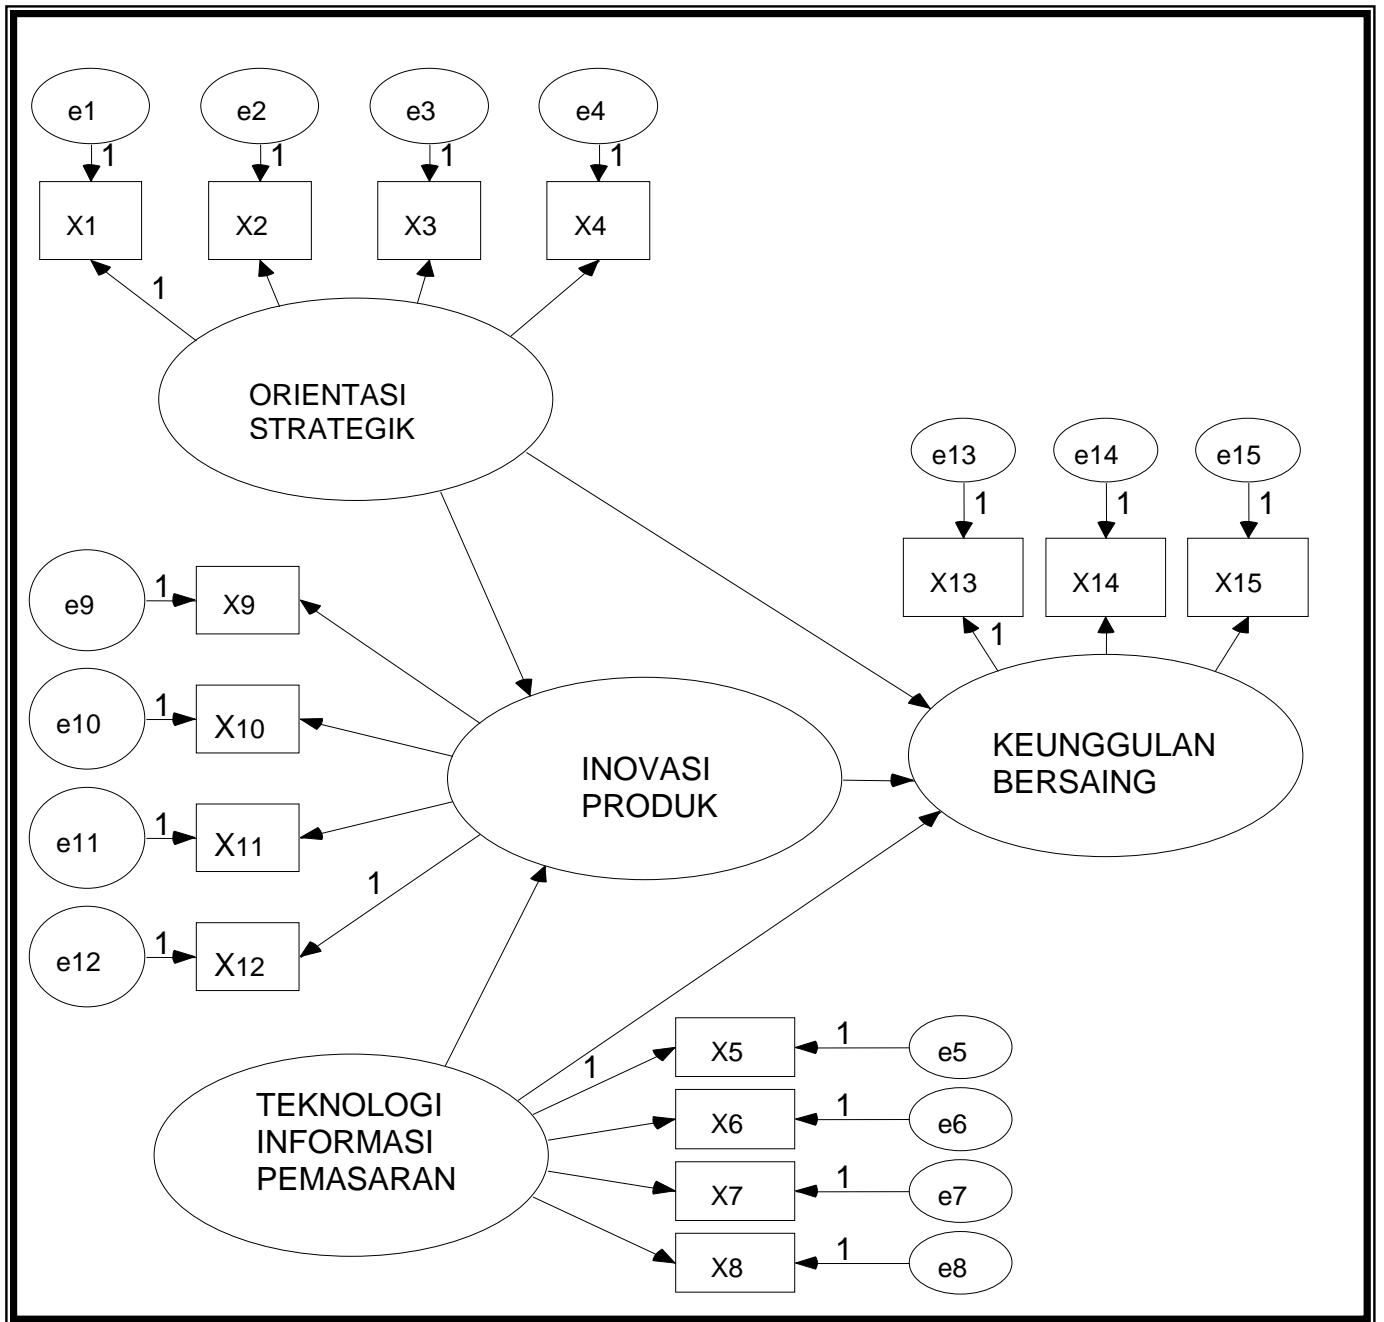 e1
e2
e3
e4
1
1
1
1
X1
X2
X3
X4
1
ORIENTASI
STRATEGIK
e13
e14
e15
1
1
1
X13
X14
X15
1
e9
1
X9
e10
1
X10
e11
1
X11
e12
1
X12
1
INOVASI
PRODUK
KEUNGGULAN
BERSAING
TEKNOLOGI
INFORMASI
PEMASARAN
1
X5
1
e5
X6
1
e6
X7
1
e7
X8
1
e8